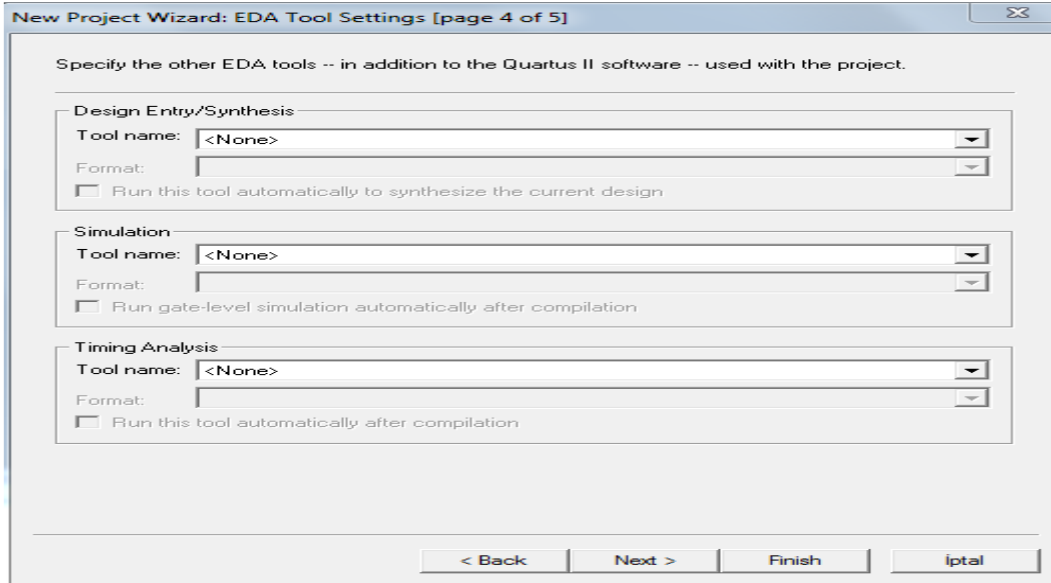 New Project Wizard: EDA Tool Settings [page 4 of 5]
Specify the other EDA tools -- in addition to the Quartus II software -- used with the project.
Design Entry/Synthesis
Tool name: <None>
Format:
Run this tool automatically to synthesize the current design
Simulation
Tool name: <None>
Format:
Run gate-level simulation automatically after compilation
Timing Analysis
Tool name: <None>
Format:
Run this tool automatically after compilation
< Back Next > Finish İptal